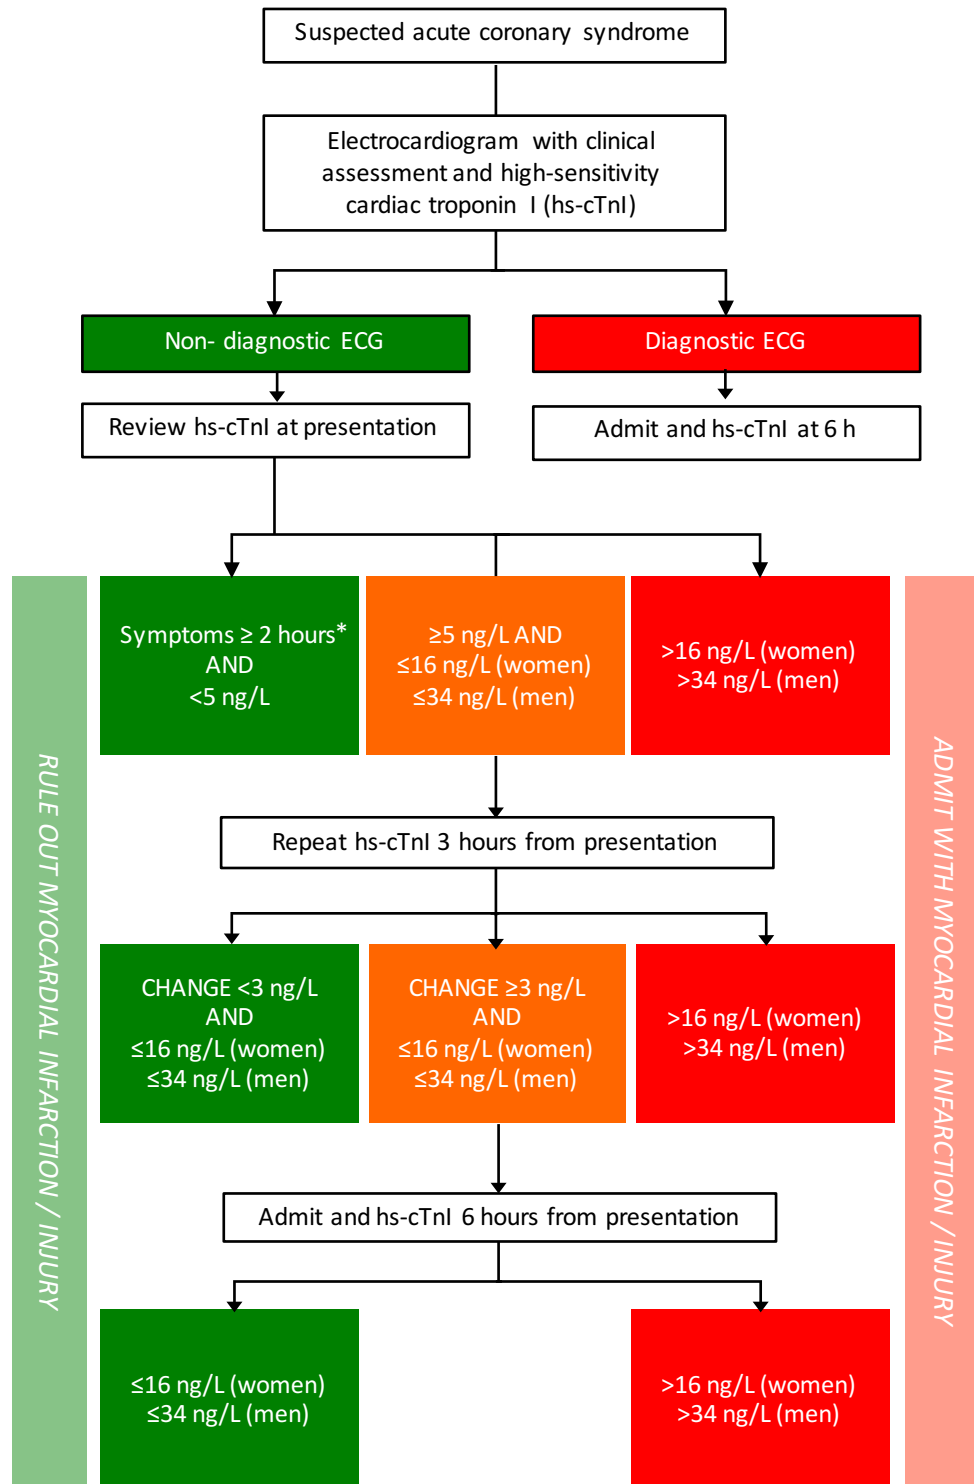 Suspected acute coronary syndrome
Electrocardiogram with clinical
assessment and high-sensitivity
cardiac troponin I (hs-cTnI)
Non- diagnostic ECG
Diagnostic ECG
Review hs-cTnI at presentation
Admit and hs-cTnI at 6 h
Symptoms ≥ 2 hours*
AND
<5 ng/L
≥5 ng/L AND
≤16 ng/L (women)
≤34 ng/L (men)
>16 ng/L (women)
>34 ng/L (men)
Repeat hs-cTnI 3 hours from presentation
CHANGE <3 ng/L
AND
≤16 ng/L (women)
≤34 ng/L (men)
CHANGE ≥3 ng/L
AND
≤16 ng/L (women)
≤34 ng/L (men)
>16 ng/L (women)
>34 ng/L (men)
Admit and hs-cTnI 6 hours from presentation
≤16 ng/L (women)
≤34 ng/L (men)
>16 ng/L (women)
>34 ng/L (men)
RULE OUT MYOCARDIAL INFARCTION / INJURY
ADMIT WITH MYOCARDIAL INFARCTION / INJURY